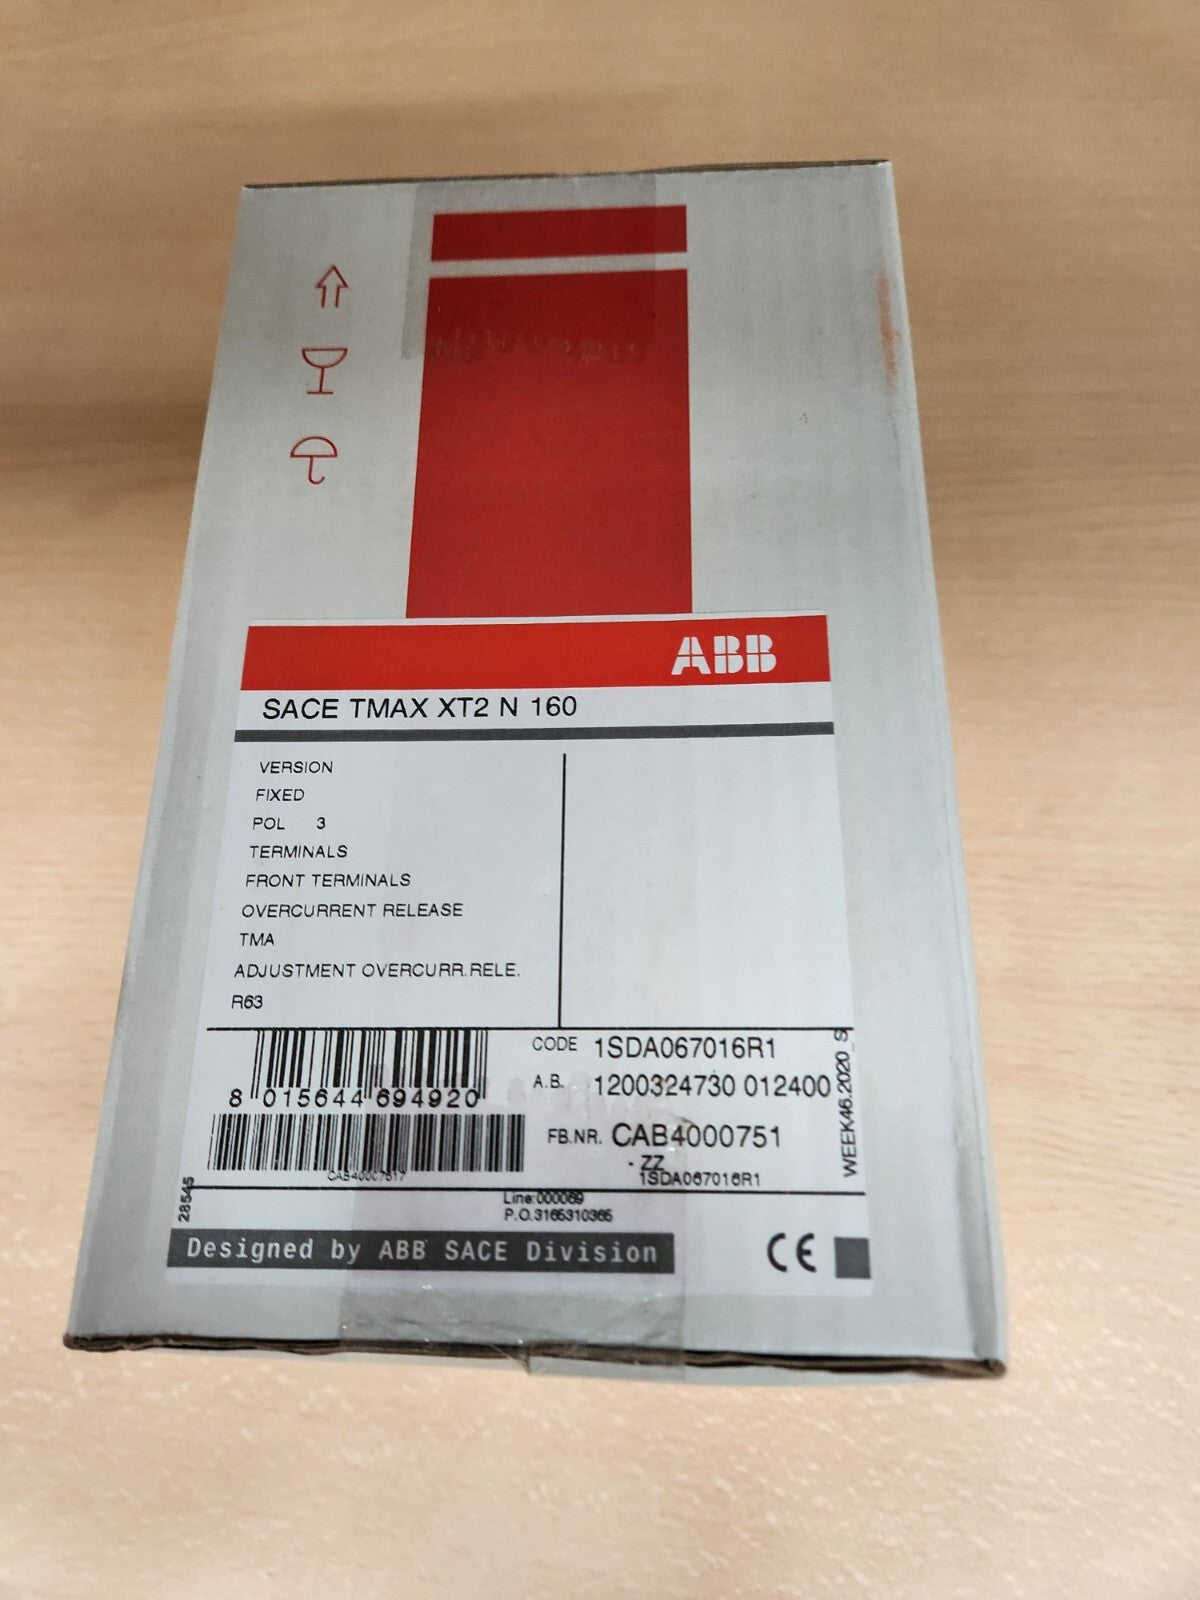 ABB
SACE TMAX XT2 N 160
VERSION
FIXED
POL 3
TERMINALS
FRONT TERMINALS
OVERCURRENT RELEASE
TMA
ADJUSTMENT OVERCURR.RELE.
R63
CODE 1SDA067016R1
8 015644 694920
A.B. 1200324730 012400
FB.NR. CAB4000751
- ZZ
1SDA067016R1
WEEK46.2020_S
28545
Line:000069
P.O.3165310365
Designed by ABB SACE Division
CE